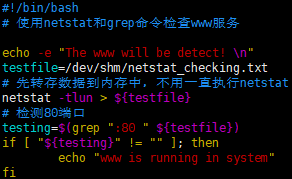 #!/bin/bash
# 使用netstat和grep命令检查www服务
echo -e "The www will be detect! \n"
testfile=/dev/shm/netstat_checking.txt
# 先转存数据到内存中，不用一直执行netstat
netstat -tlun > ${testfile}
# 检测80端口
testing=$(grep ":80 " ${testfile})
if [ "${testing}" != "" ]; then
        echo "www is running in system"
fi